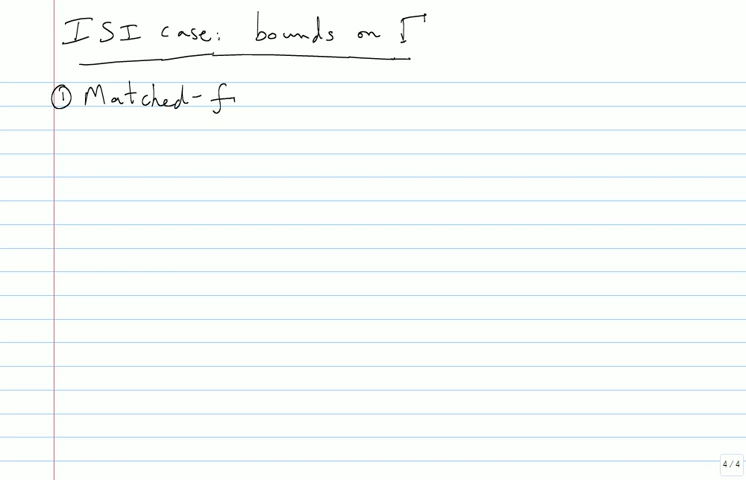 ISI case: bounds on Γ
① Matched-f
4/4